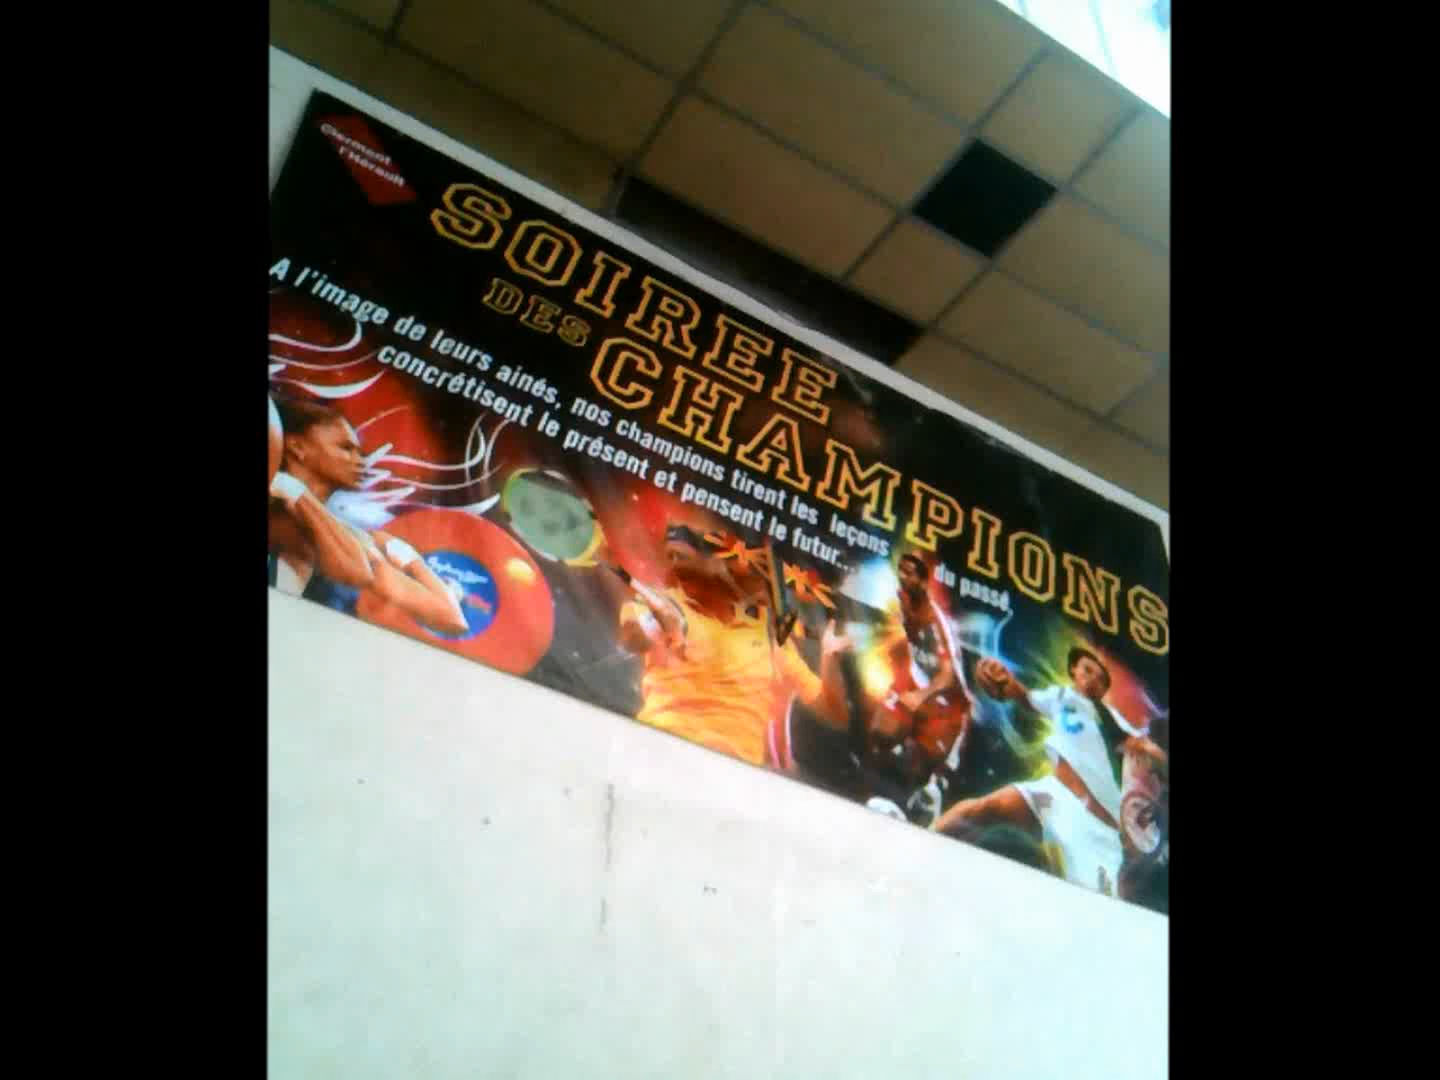 Clermont
l'Hérault
SOIREE
DES CHAMPIONS
A l'image de leurs ainés, nos champions tirent les leçons du passé,
concrétisent le présent et pensent le futur...